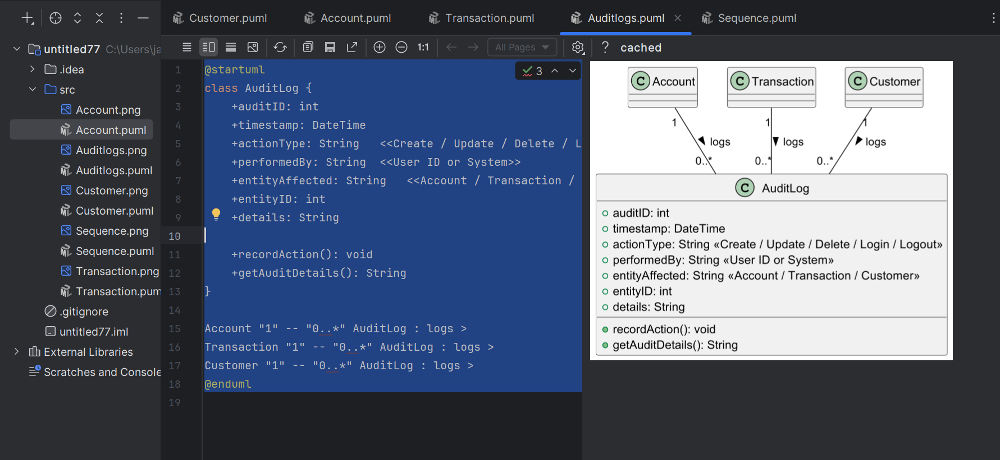 Customer.puml
Account.puml
Transaction.puml
Auditlogs.puml
Sequence.puml
untitled77 C:\Users\ja
.idea
src
Account.png
Account.puml
Auditlogs.png
Auditlogs.puml
Customer.png
Customer.puml
Sequence.png
Sequence.puml
Transaction.png
Transaction.pum
.gitignore
untitled77.iml
External Libraries
Scratches and Console
1:1
All Pages
? cached
3
1 @startuml
2 class AuditLog {
3 +auditID: int
4 +timestamp: DateTime
5 +actionType: String <<Create / Update / Delete / L
6 +performedBy: String <<User ID or System>>
7 +entityAffected: String <<Account / Transaction /
8 +entityID: int
9 +details: String
10
11 +recordAction(): void
12 +getAuditDetails(): String
13 }
14
15 Account "1" -- "0..*" AuditLog : logs >
16 Transaction "1" -- "0..*" AuditLog : logs >
17 Customer "1" -- "0..*" AuditLog : logs >
18 @enduml
19
C Account
C Transaction
C Customer
1
1
1
logs
logs
logs
0..*
0..*
0..*
C AuditLog
auditID: int
timestamp: DateTime
actionType: String «Create / Update / Delete / Login / Logout»
performedBy: String «User ID or System»
entityAffected: String «Account / Transaction / Customer»
entityID: int
details: String
recordAction(): void
getAuditDetails(): String